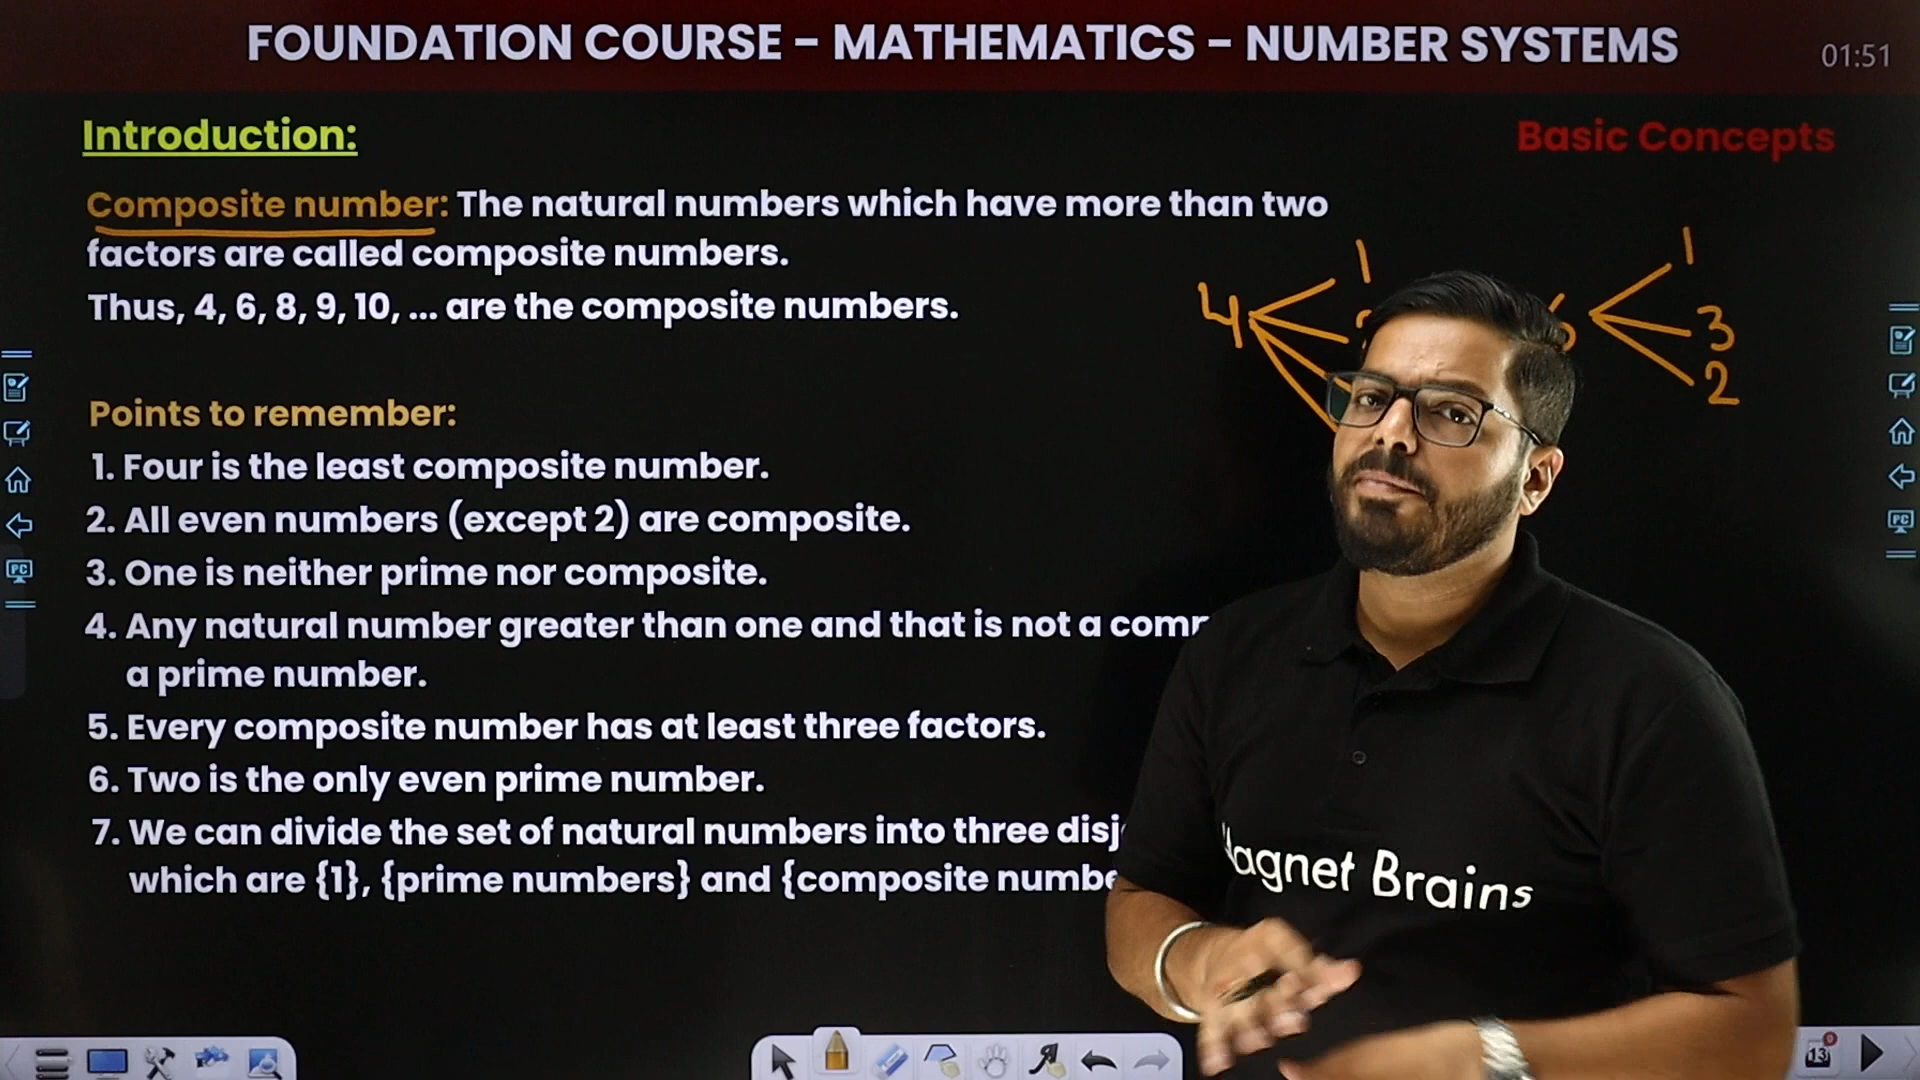 FOUNDATION COURSE - MATHEMATICS - NUMBER SYSTEMS
01:51
Introduction:
Basic Concepts
Composite number: The natural numbers which have more than two
factors are called composite numbers.
Thus, 4, 6, 8, 9, 10, ... are the composite numbers.
4
1
1
3
2
Points to remember:
1. Four is the least composite number.
2. All even numbers (except 2) are composite.
3. One is neither prime nor composite.
4. Any natural number greater than one and that is not a
a prime number.
5. Every composite number has at least three factors.
6. Two is the only even prime number.
7. We can divide the set of natural numbers into three
which are {1}, {prime numbers} and {composite
Magnet Brains
PC
PC
13
0